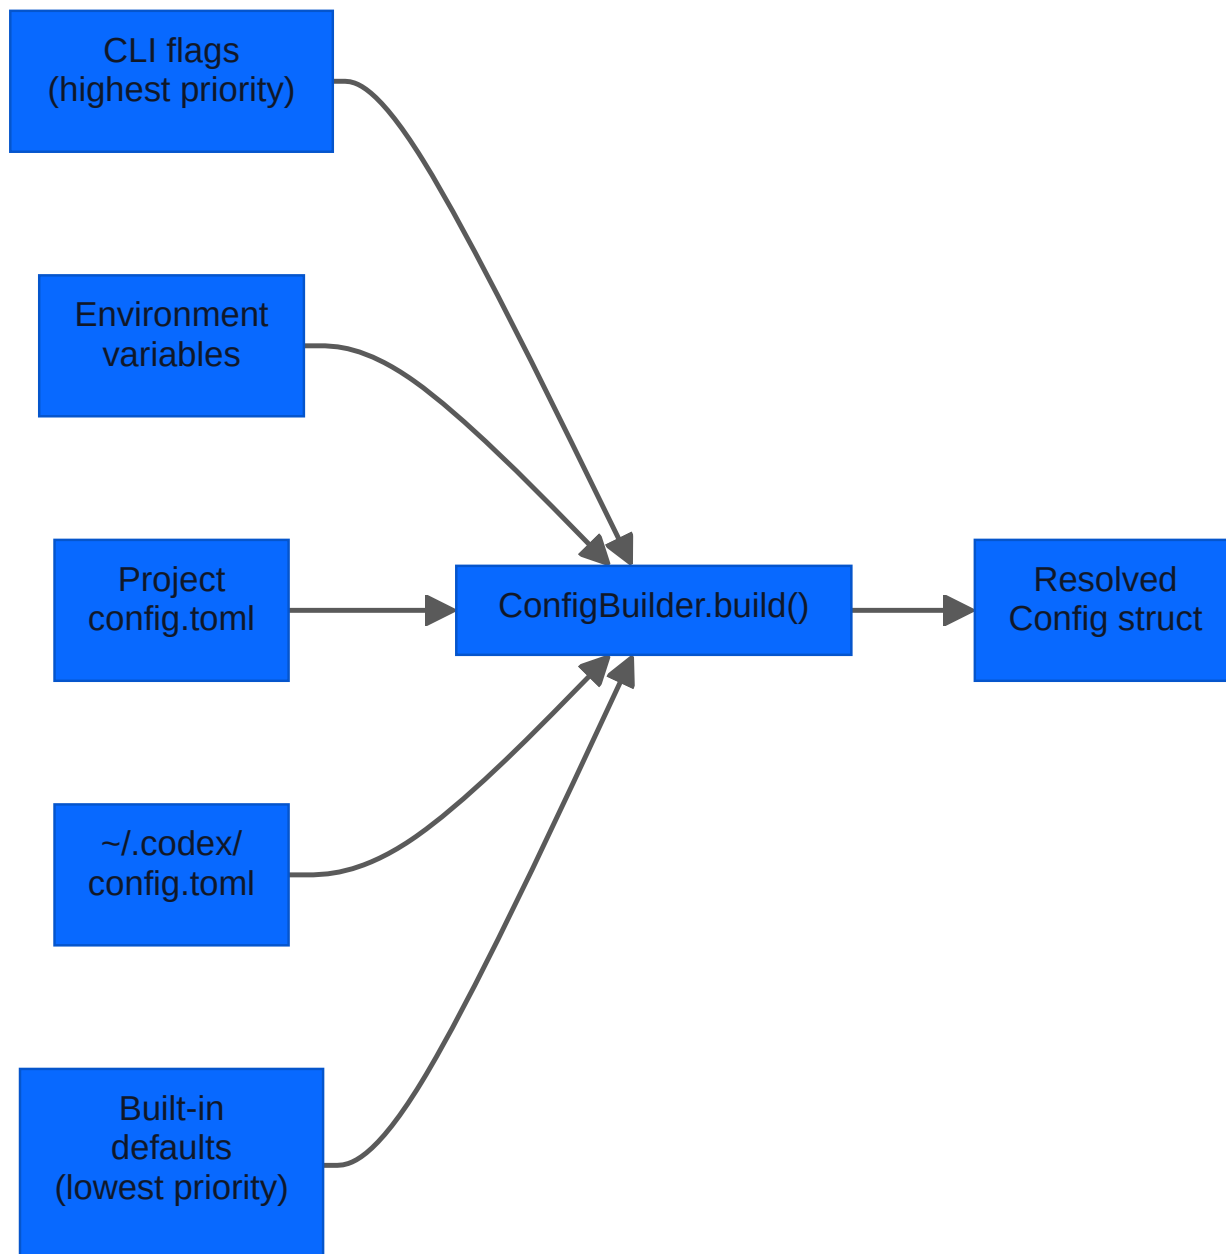 CLI flags
(highest priority)
Environment
variables
Project
config.toml
~/.codex/
config.toml
Built-in
defaults
(lowest priority)
ConfigBuilder.build()
Resolved
Config struct